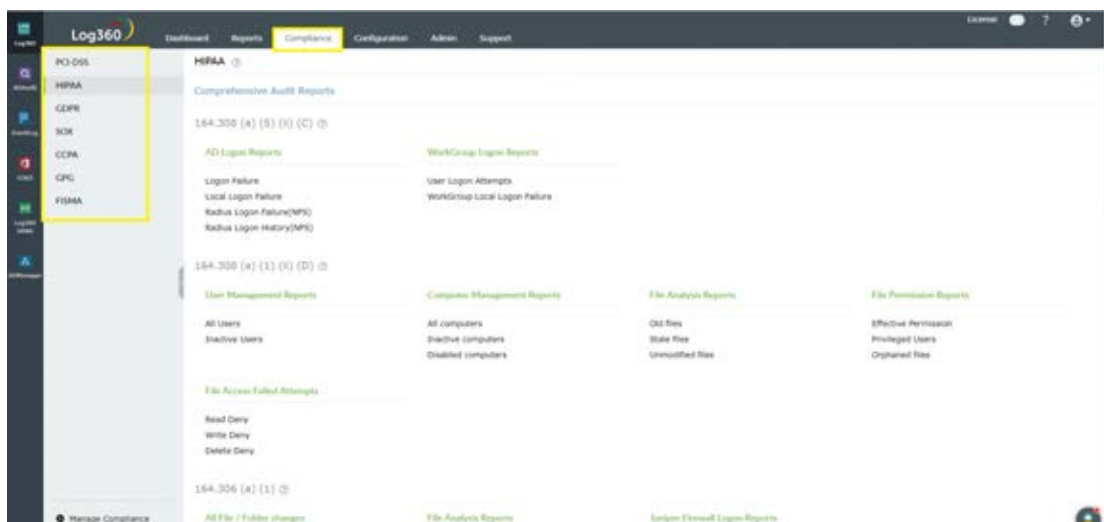 Log360
License
?
Dashboard Reports Compliance Configuration Admin Support
Log360
PCI-DSS
HIPAA
GDPR
SOX
CCPA
GPG
FISMA
Manage Compliance
HIPAA
Comprehensive Audit Reports
164.308 (a) (5) (ii) (C)
AD Logon Reports WorkGroup Logon Reports
Logon Failure User Logon Attempts
Local Logon Failure WorkGroup Local Logon Failure
Radius Logon Failure(NPS)
Radius Logon History(NPS)
164.308 (a) (1) (ii) (D)
User Management Reports Computer Management Reports File Analysis Reports File Permission Reports
All Users All computers Old files Effective Permission
Inactive Users Inactive computers Stale files Privileged Users
Disabled computers Unmodified files Orphaned files
File Access Failed Attempts
Read Deny
Write Deny
Delete Deny
164.306 (a) (1)
All File / Folder changes File Analysis Reports Juniper Firewall Logon Reports